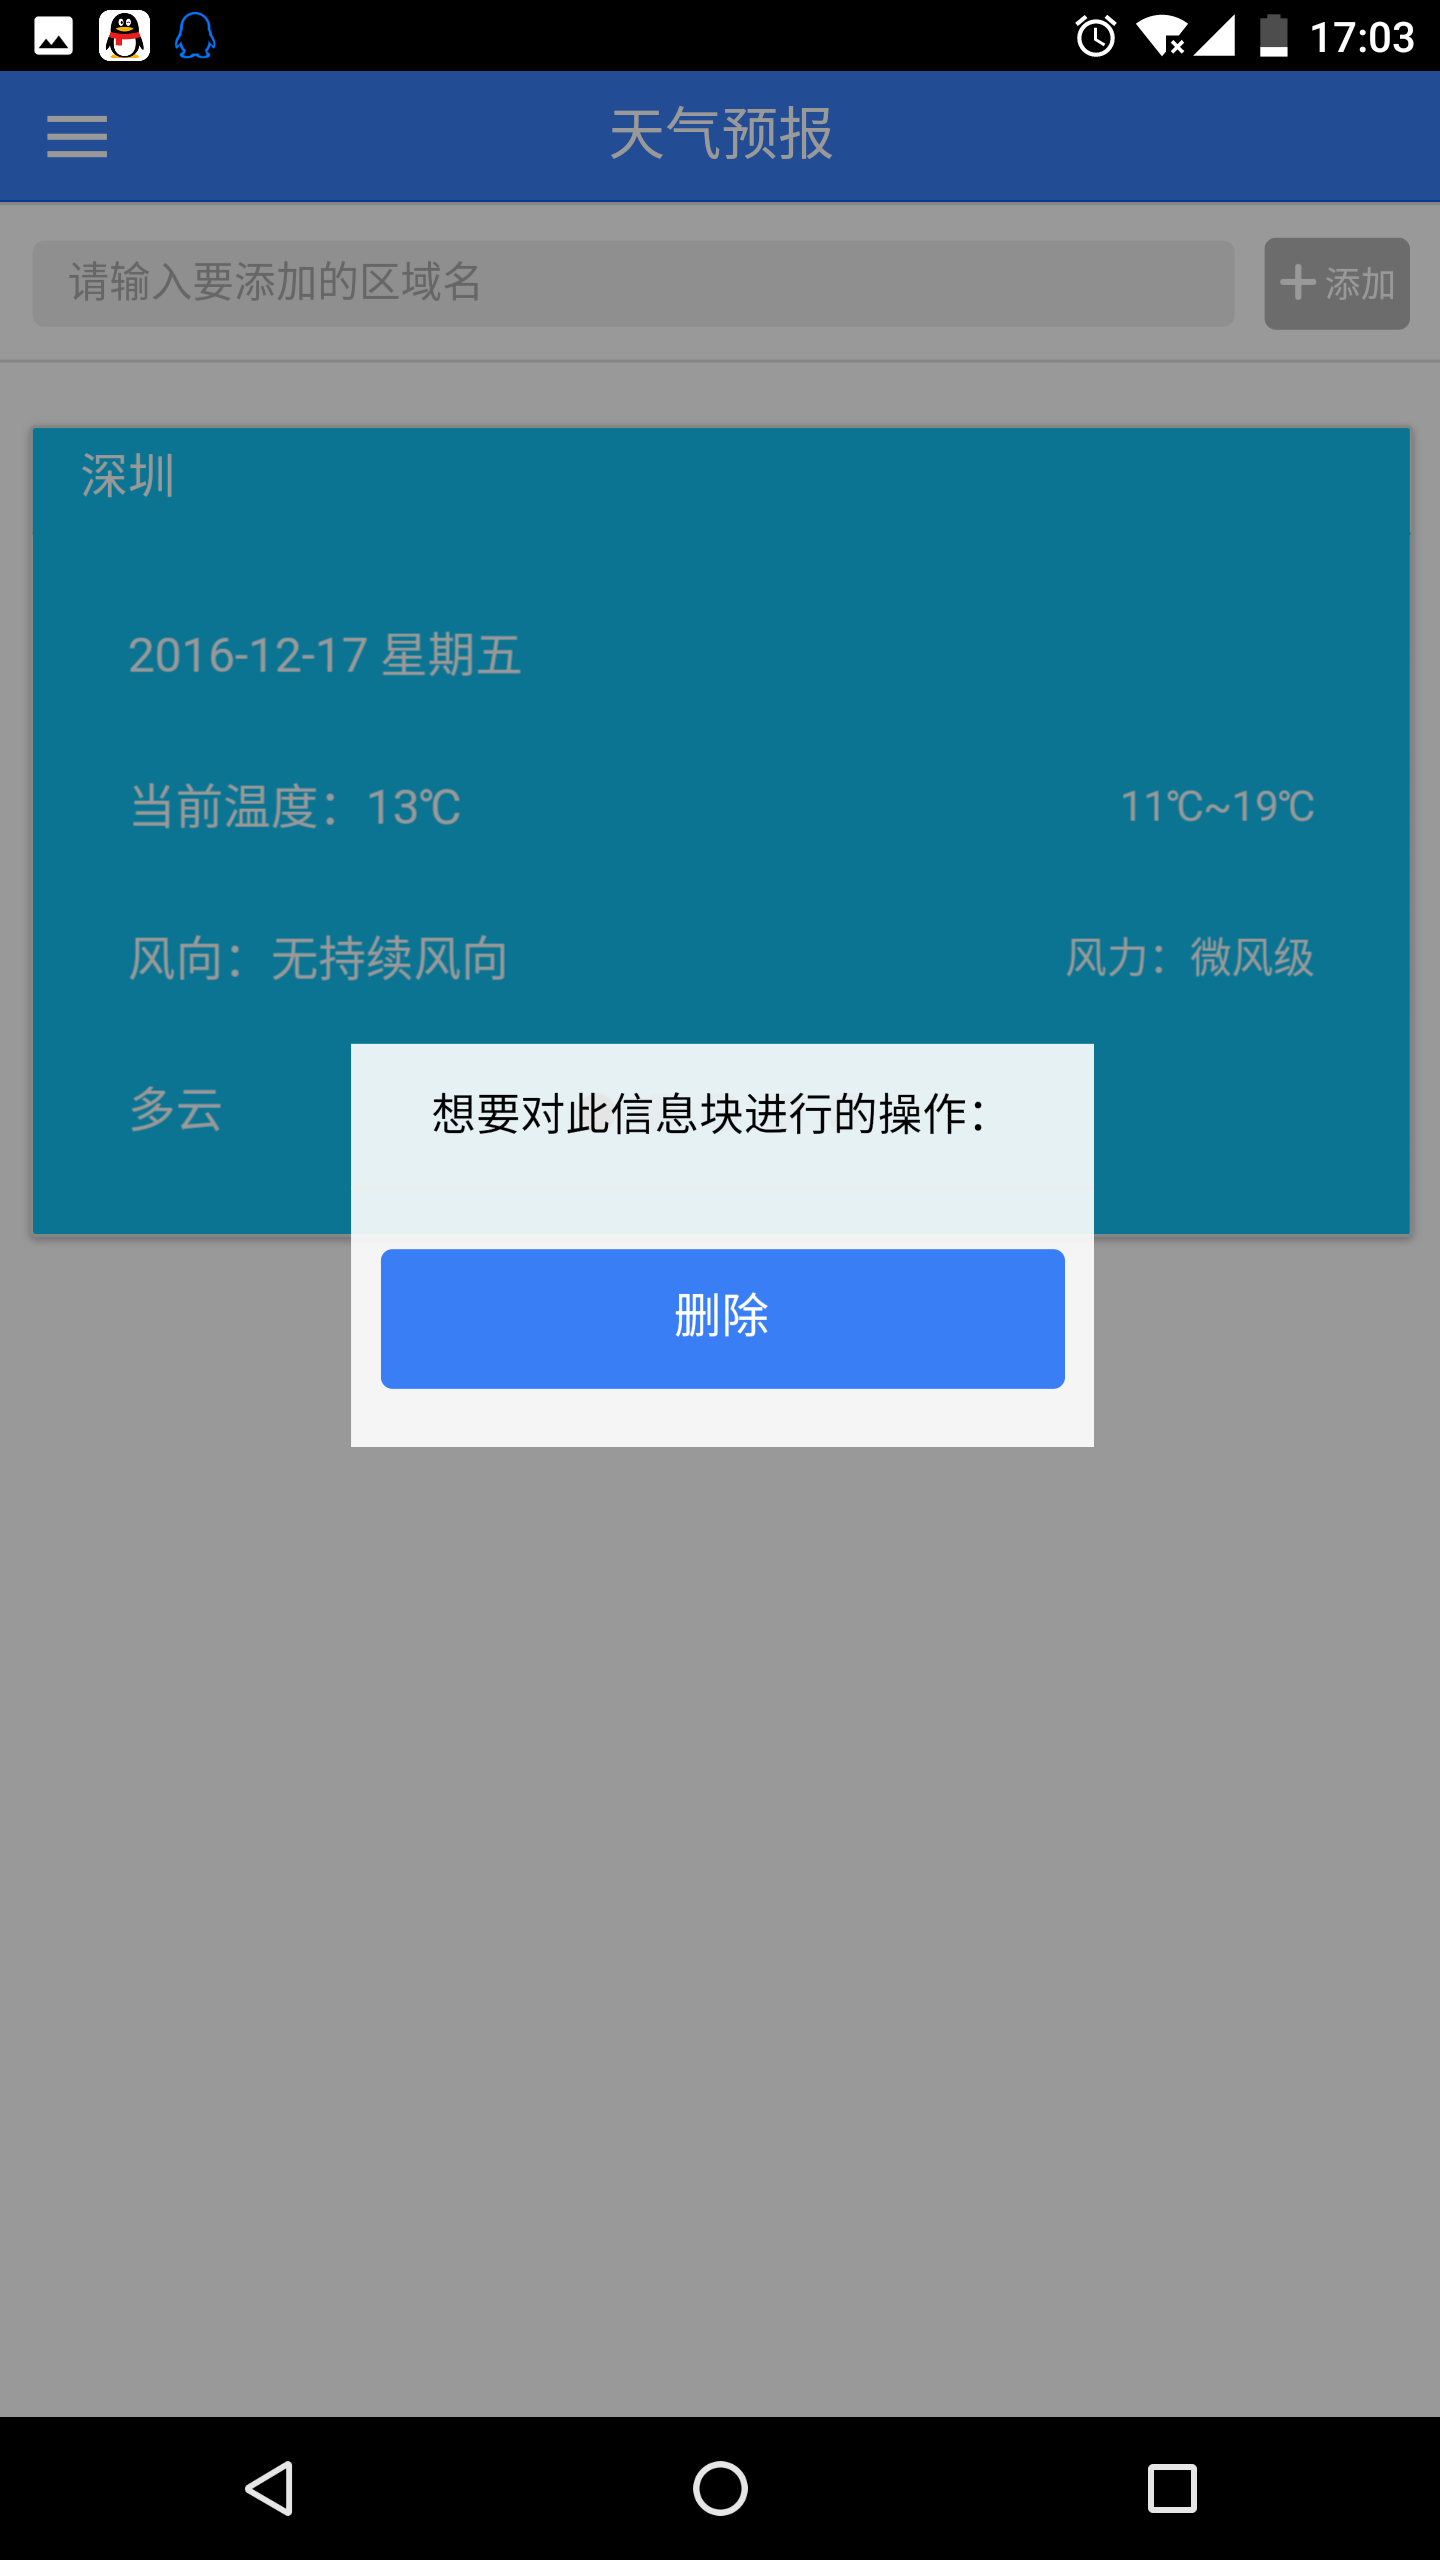 17:03
天气预报
请输入要添加的区域名
添加
深圳
2016-12-17 星期五
当前温度：13℃
11℃~19℃
风向：无持续风向
风力：微风级
多云
想要对此信息块进行的操作：
删除